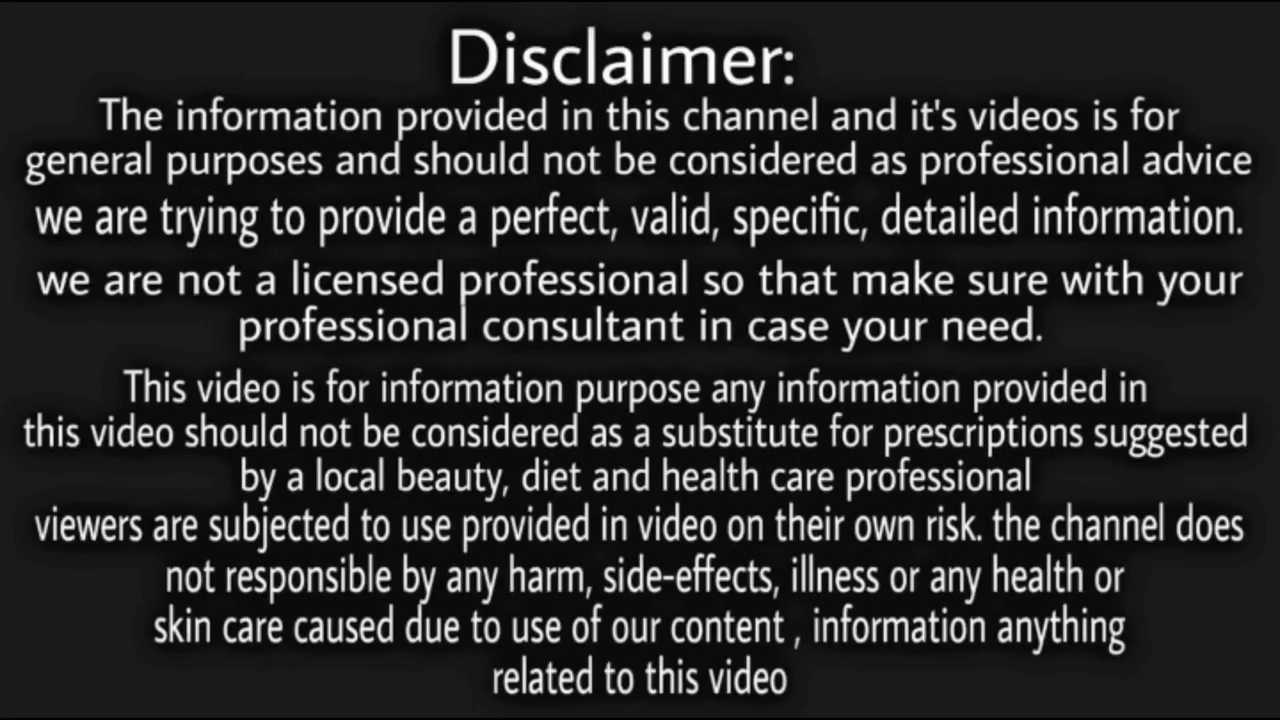 Disclaimer:
The information provided in this channel and it's videos is for
general purposes and should not be considered as professional advice
we are trying to provide a perfect, valid, specific, detailed information.
we are not a licensed professional so that make sure with your
professional consultant in case your need.
This video is for information purpose any information provided in
this video should not be considered as a substitute for prescriptions suggested
by a local beauty, diet and health care professional
viewers are subjected to use provided in video on their own risk. the channel does
not responsible by any harm, side-effects, illness or any health or
skin care caused due to use of our content , information anything
related to this video